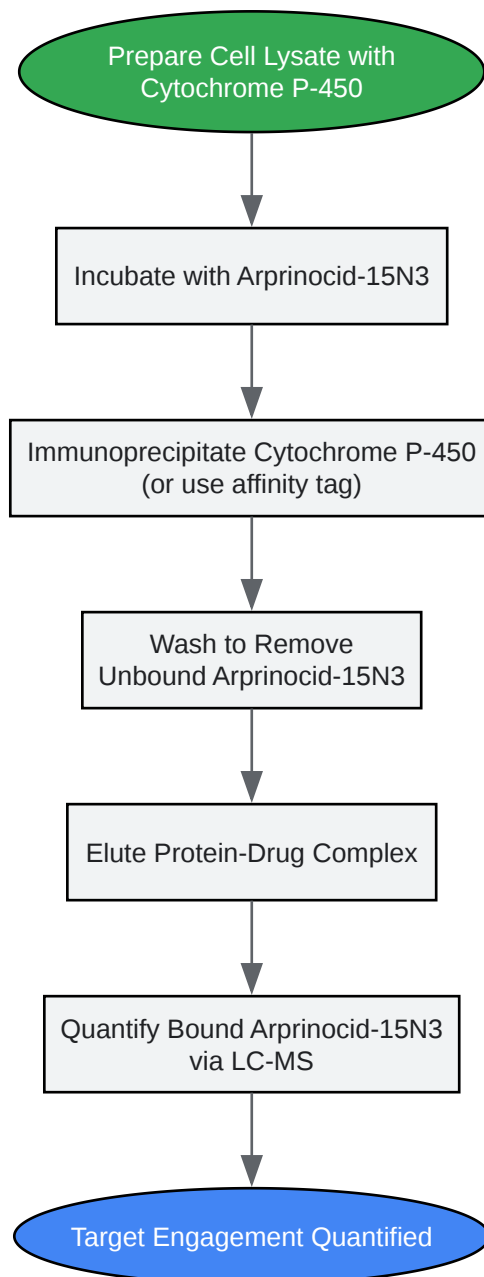 Prepare Cell Lysate with
Cytochrome P-450
Incubate with Arprinocid-15N3
Immunoprecipitate Cytochrome P-450
(or use affinity tag)
Wash to Remove
Unbound Arprinocid-15N3
Elute Protein-Drug Complex
Quantify Bound Arprinocid-15N3
via LC-MS
Target Engagement Quantified